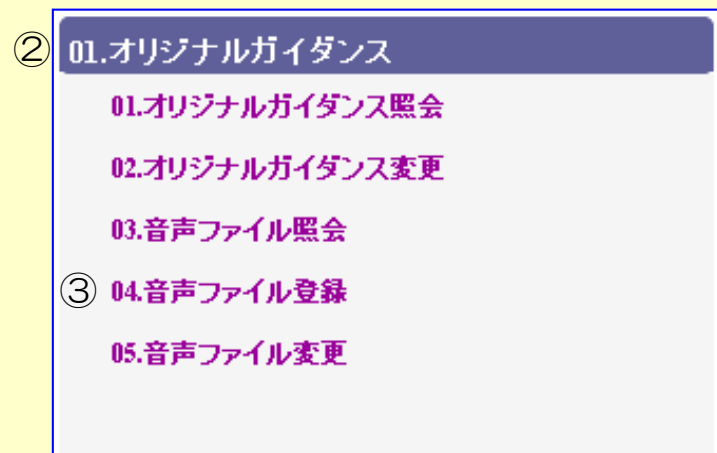 ② 01.オリジナルガイダンス
01.オリジナルガイダンス照会
02.オリジナルガイダンス変更
03.音声ファイル照会
③ 04.音声ファイル登録
05.音声ファイル変更